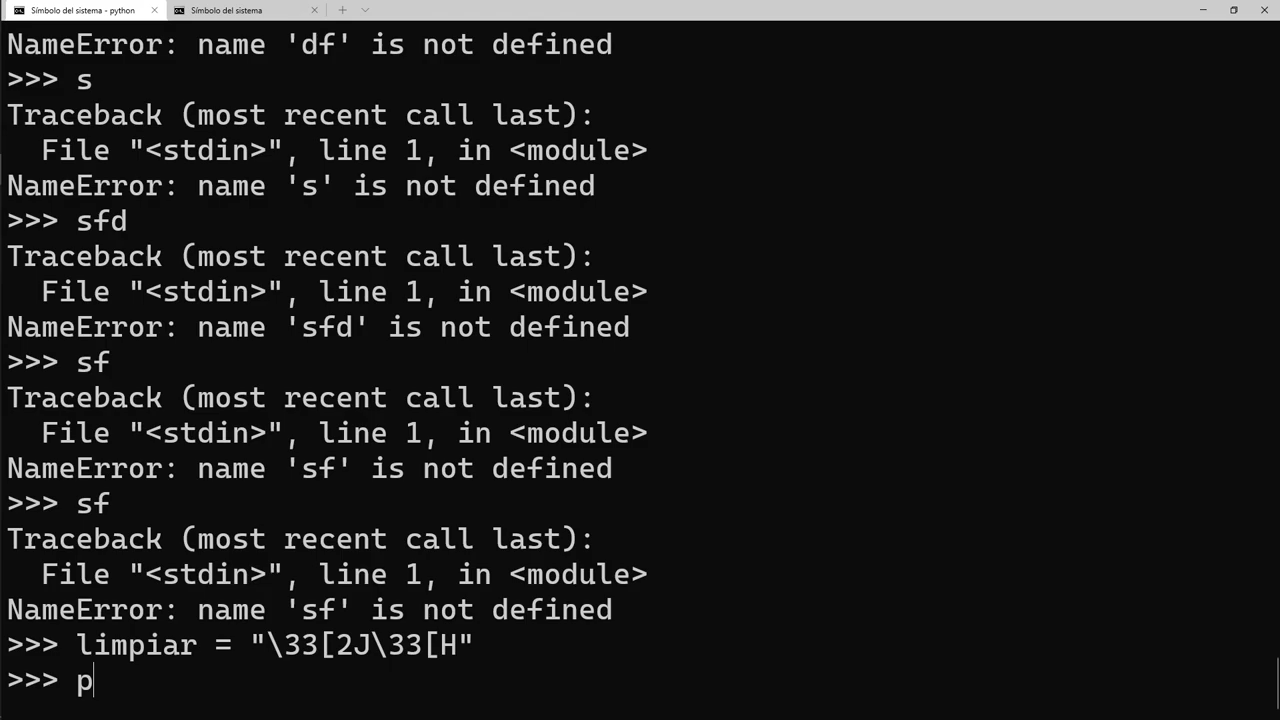 Símbolo del sistema - python
Símbolo del sistema
NameError: name 'df' is not defined
>>> s
Traceback (most recent call last):
  File "<stdin>", line 1, in <module>
NameError: name 's' is not defined
>>> sfd
Traceback (most recent call last):
  File "<stdin>", line 1, in <module>
NameError: name 'sfd' is not defined
>>> sf
Traceback (most recent call last):
  File "<stdin>", line 1, in <module>
NameError: name 'sf' is not defined
>>> sf
Traceback (most recent call last):
  File "<stdin>", line 1, in <module>
NameError: name 'sf' is not defined
>>> limpiar = "\33[2J\33[H"
>>> p